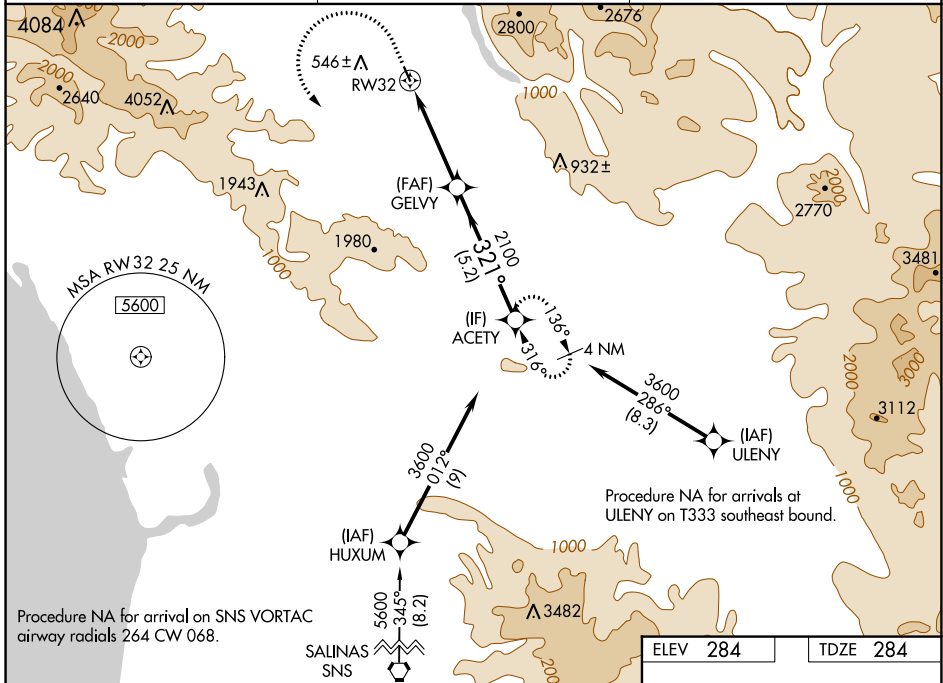 4084
2000
2640
4052
2000
546±
RW32
2800
2676
1000
932±
2770
2000
3481
1943
1000
1980
(FAF)
GELVY
2100
321°
(5.2)
MSA RW32 25 NM
5600
(IF)
ACETY
136°
316°
4 NM
3600
286°
(8.3)
(IAF)
ULENY
2000
3000
3112
1000
3600
012°
(9)
Procedure NA for arrivals at
ULENY on T333 southeast bound.
(IAF)
HUXUM
1000
5600
345°
(8.2)
3482
Procedure NA for arrival on SNS VORTAC
airway radials 264 CW 068.
SALINAS
SNS
ELEV 284
TDZE 284